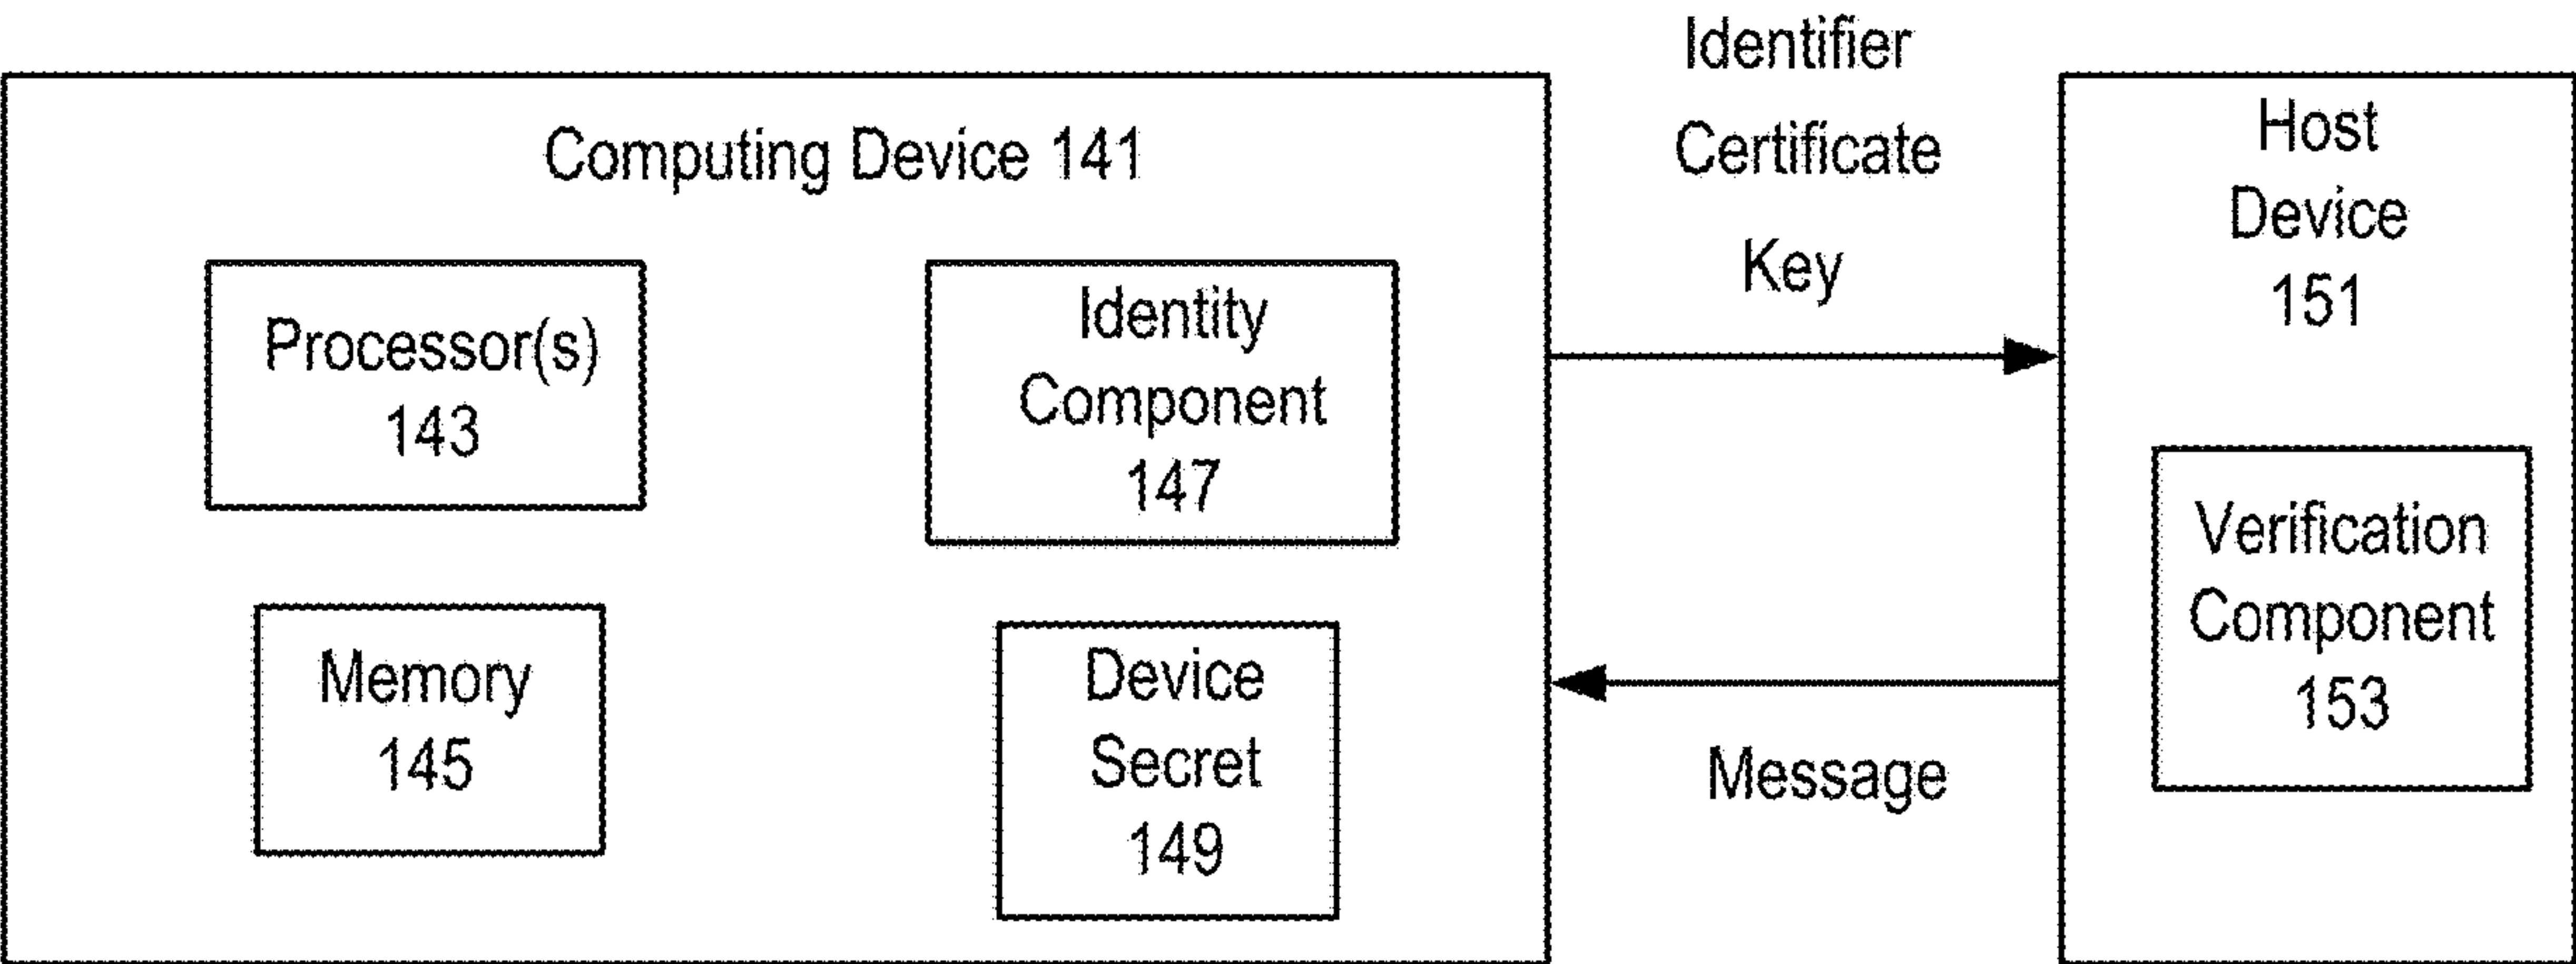 Computing Device 141
Processor(s)
143
Identity
Component
147
Memory
145
Device
Secret
149
Identifier
Certificate
Key
Message
Host
Device
151
Verification
Component
153